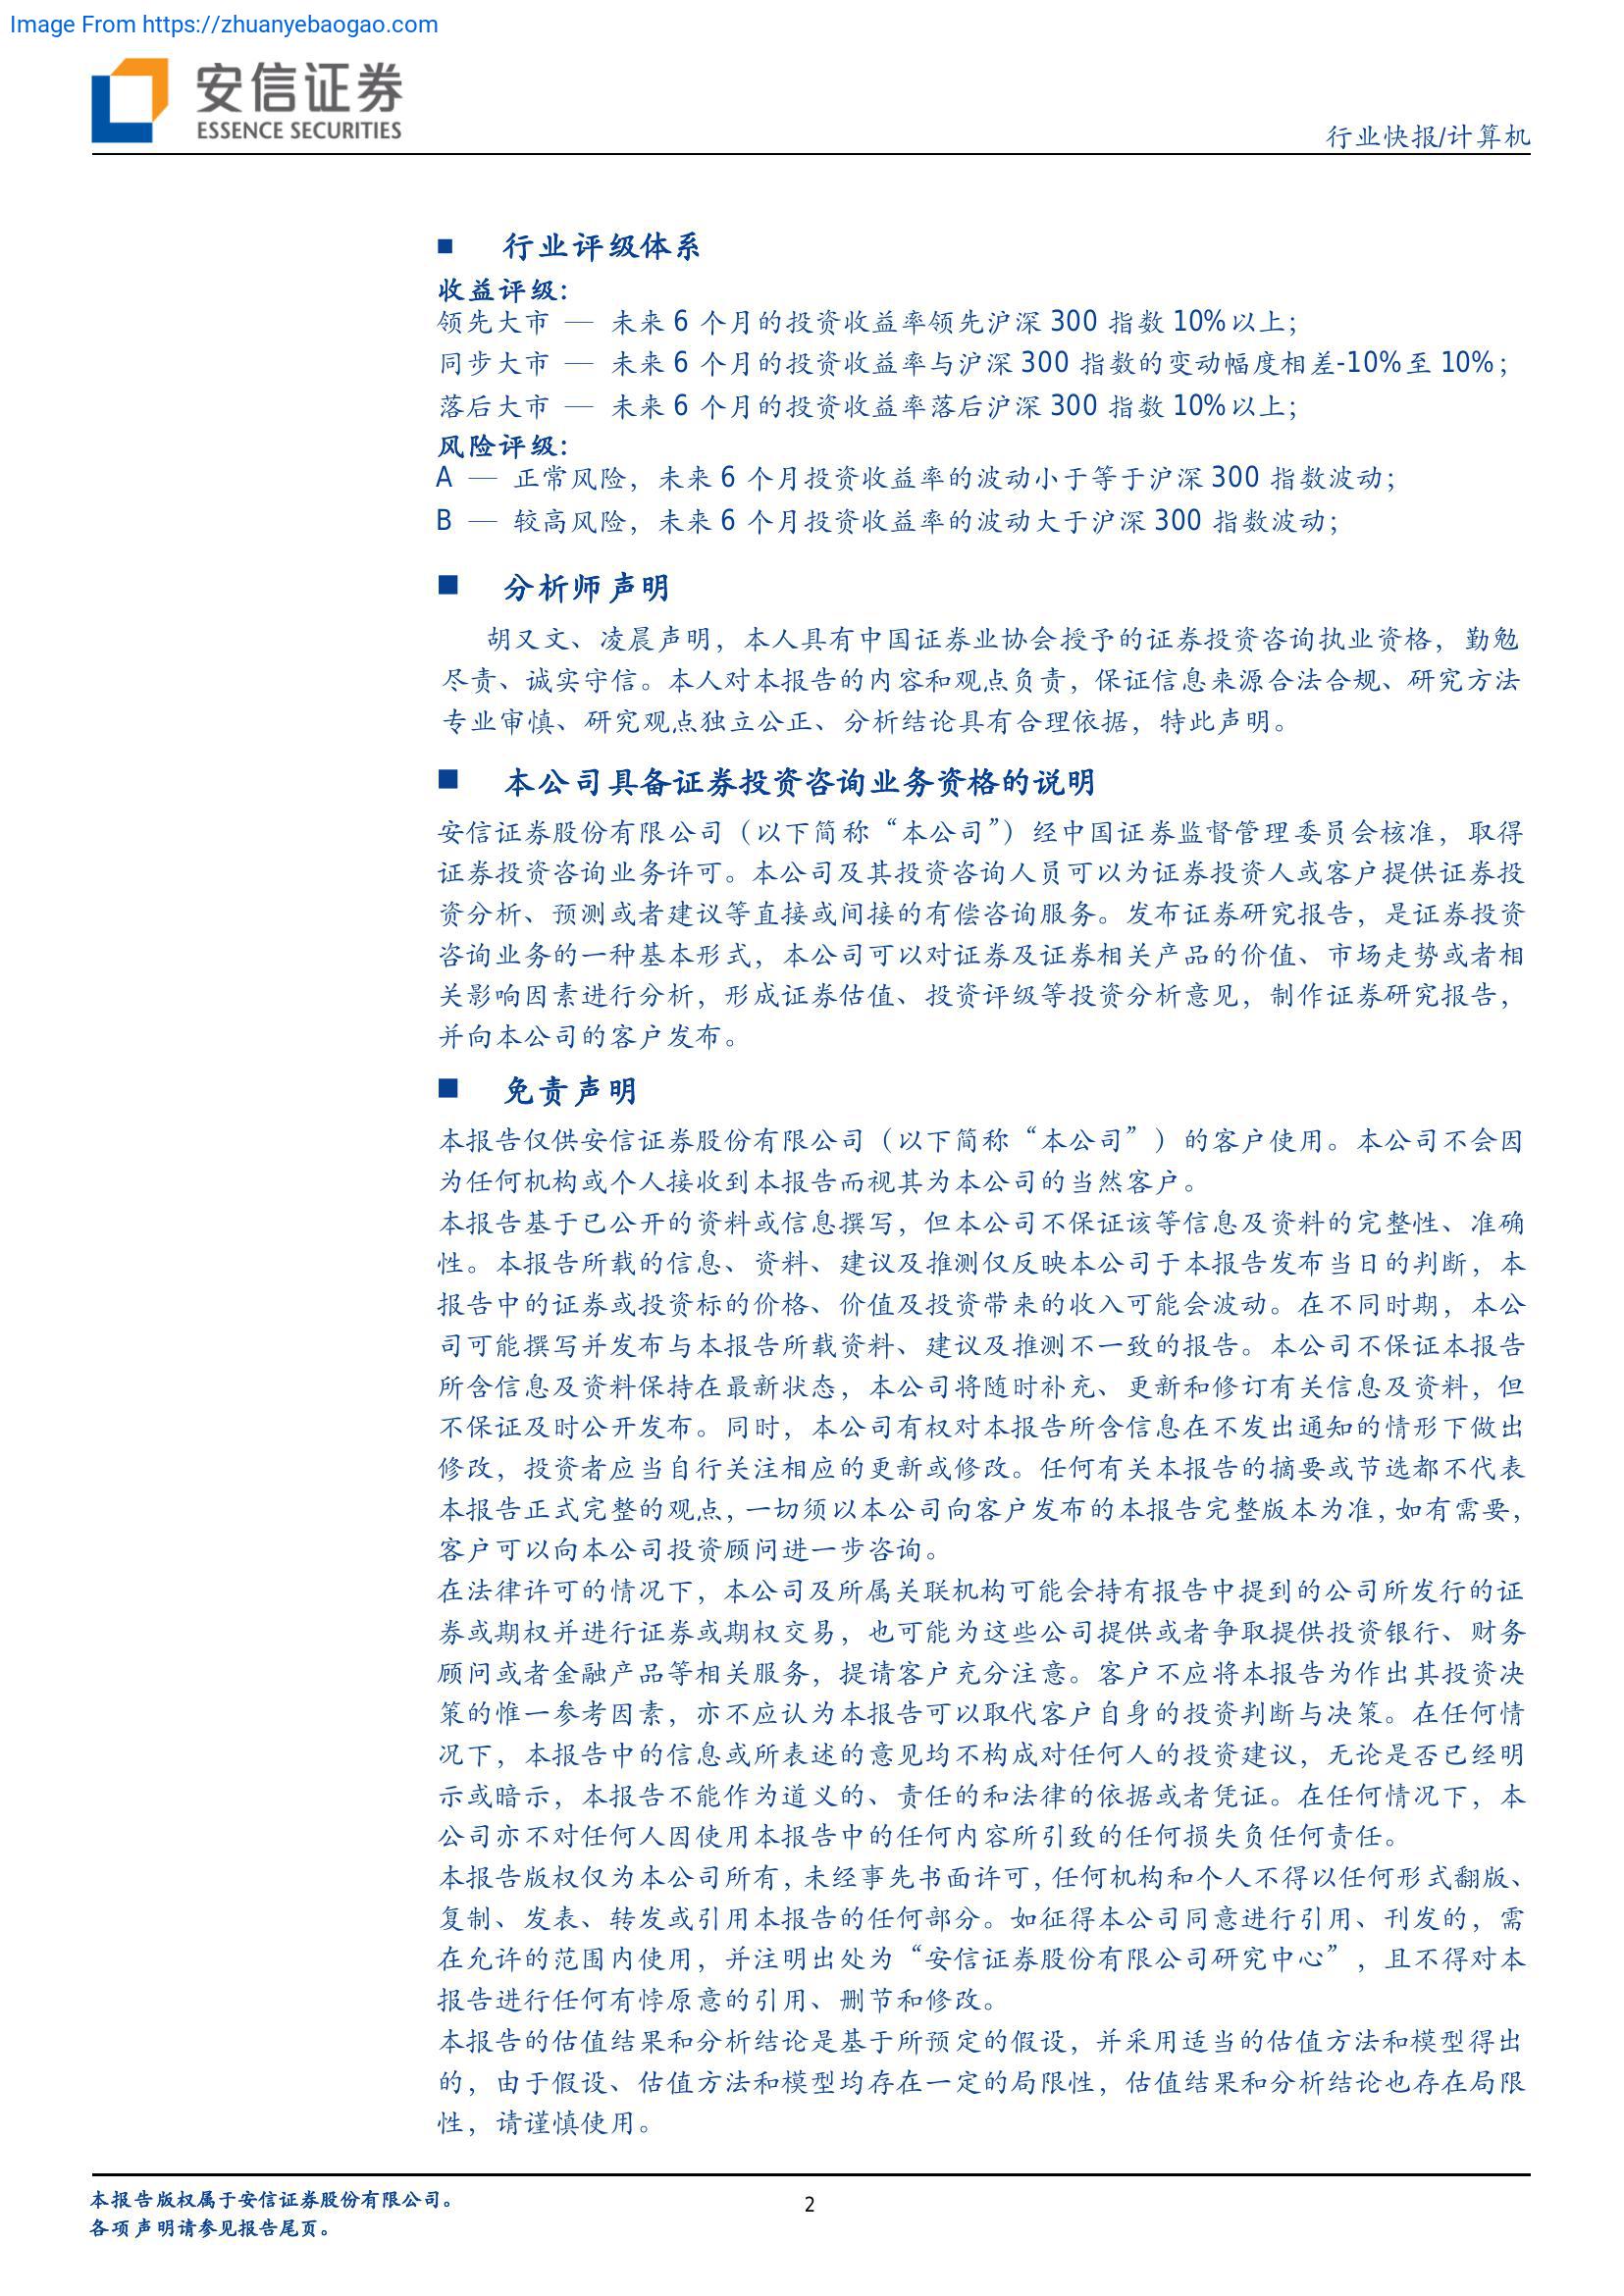 Image From https://zhuanyebaogao.com
安信证券
ESSENCE SECURITIES
行业快报/计算机
■ 行业评级体系
收益评级：
领先大市 — 未来 6 个月的投资收益率领先沪深 300 指数 10%以上；
同步大市 — 未来 6 个月的投资收益率与沪深 300 指数的变动幅度相差-10%至 10%；
落后大市 — 未来 6 个月的投资收益率落后沪深 300 指数 10%以上；
风险评级：
A — 正常风险，未来 6 个月投资收益率的波动小于等于沪深 300 指数波动；
B — 较高风险，未来 6 个月投资收益率的波动大于沪深 300 指数波动；
■ 分析师声明
胡又文、凌晨声明，本人具有中国证券业协会授予的证券投资咨询执业资格，勤勉
尽责、诚实守信。本人对本报告的内容和观点负责，保证信息来源合法合规、研究方法
专业审慎、研究观点独立公正、分析结论具有合理依据，特此声明。
■ 本公司具备证券投资咨询业务资格的说明
安信证券股份有限公司（以下简称“本公司”）经中国证券监督管理委员会核准，取得
证券投资咨询业务许可。本公司及其投资咨询人员可以为证券投资人或客户提供证券投
资分析、预测或者建议等直接或间接的有偿咨询服务。发布证券研究报告，是证券投资
咨询业务的一种基本形式，本公司可以对证券及证券相关产品的价值、市场走势或者相
关影响因素进行分析，形成证券估值、投资评级等投资分析意见，制作证券研究报告，
并向本公司的客户发布。
■ 免责声明
本报告仅供安信证券股份有限公司（以下简称“本公司”）的客户使用。本公司不会因
为任何机构或个人接收到本报告而视其为本公司的当然客户。
本报告基于已公开的资料或信息撰写，但本公司不保证该等信息及资料的完整性、准确
性。本报告所载的信息、资料、建议及推测仅反映本公司于本报告发布当日的判断，本
报告中的证券或投资标的价格、价值及投资带来的收入可能会波动。在不同时期，本公
司可能撰写并发布与本报告所载资料、建议及推测不一致的报告。本公司不保证本报告
所含信息及资料保持在最新状态，本公司将随时补充、更新和修订有关信息及资料，但
不保证及时公开发布。同时，本公司有权对本报告所含信息在不发出通知的情形下做出
修改，投资者应当自行关注相应的更新或修改。任何有关本报告的摘要或节选都不代表
本报告正式完整的观点，一切须以本公司向客户发布的本报告完整版本为准，如有需要，
客户可以向本公司投资顾问进一步咨询。
在法律许可的情况下，本公司及所属关联机构可能会持有报告中提到的公司所发行的证
券或期权并进行证券或期权交易，也可能为这些公司提供或者争取提供投资银行、财务
顾问或者金融产品等相关服务，提请客户充分注意。客户不应将本报告为作出其投资决
策的惟一参考因素，亦不应认为本报告可以取代客户自身的投资判断与决策。在任何情
况下，本报告中的信息或所表述的意见均不构成对任何人的投资建议，无论是否已经明
示或暗示，本报告不能作为道义的、责任的和法律的依据或者凭证。在任何情况下，本
公司亦不对任何人因使用本报告中的任何内容所引致的任何损失负任何责任。
本报告版权仅为本公司所有，未经事先书面许可，任何机构和个人不得以任何形式翻版、
复制、发表、转发或引用本报告的任何部分。如征得本公司同意进行引用、刊发的，需
在允许的范围内使用，并注明出处为“安信证券股份有限公司研究中心”，且不得对本
报告进行任何有悖原意的引用、删节和修改。
本报告的估值结果和分析结论是基于所预定的假设，并采用适当的估值方法和模型得出
的，由于假设、估值方法和模型均存在一定的局限性，估值结果和分析结论也存在局限
性，请谨慎使用。
本报告版权属于安信证券股份有限公司。
各项声明请参见报告尾页。
2